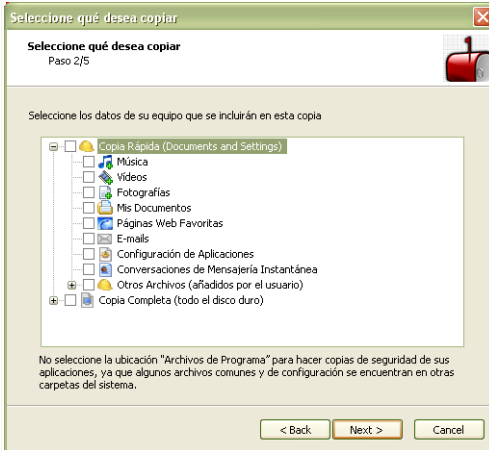 Seleccione qué desea copiar
Seleccione qué desea copiar
Paso 2/5
Seleccione los datos de su equipo que se incluirán en esta copia
Copia Rápida (Documents and Settings)
Música
Vídeos
Fotografías
Mis Documentos
Páginas Web Favoritas
E-mails
Configuración de Aplicaciones
Conversaciones de Mensajería Instantánea
Otros Archivos (añadidos por el usuario)
Copia Completa (todo el disco duro)
No seleccione la ubicación "Archivos de Programa" para hacer copias de seguridad de sus
aplicaciones, ya que algunos archivos comunes y de configuración se encuentran en otras
carpetas del sistema.
< Back Next > Cancel